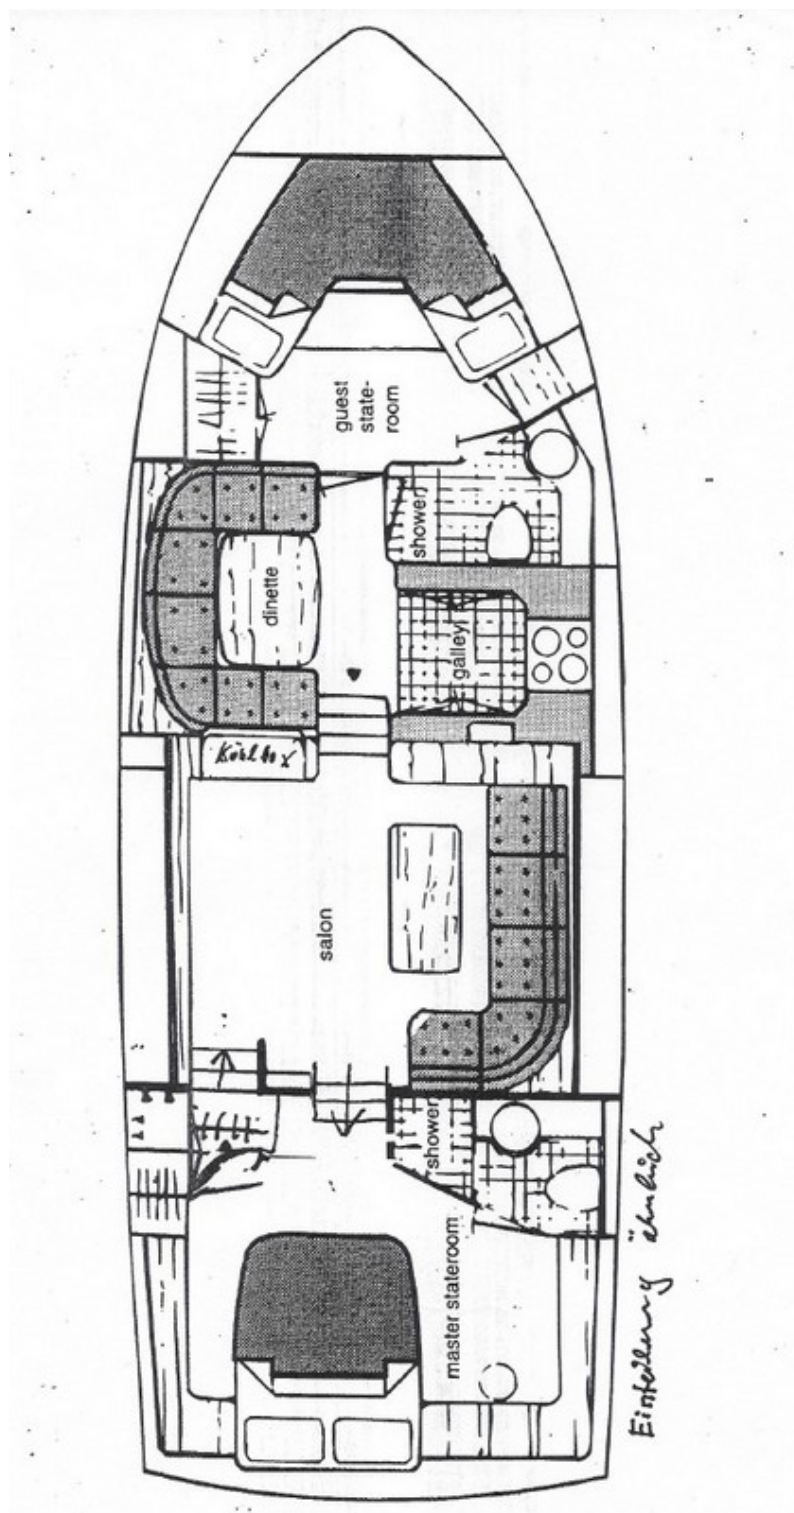 guest
state-
room
shower
dinette
galley
Kühlbox
salon
shower
master stateroom
Einteilung ähnlich